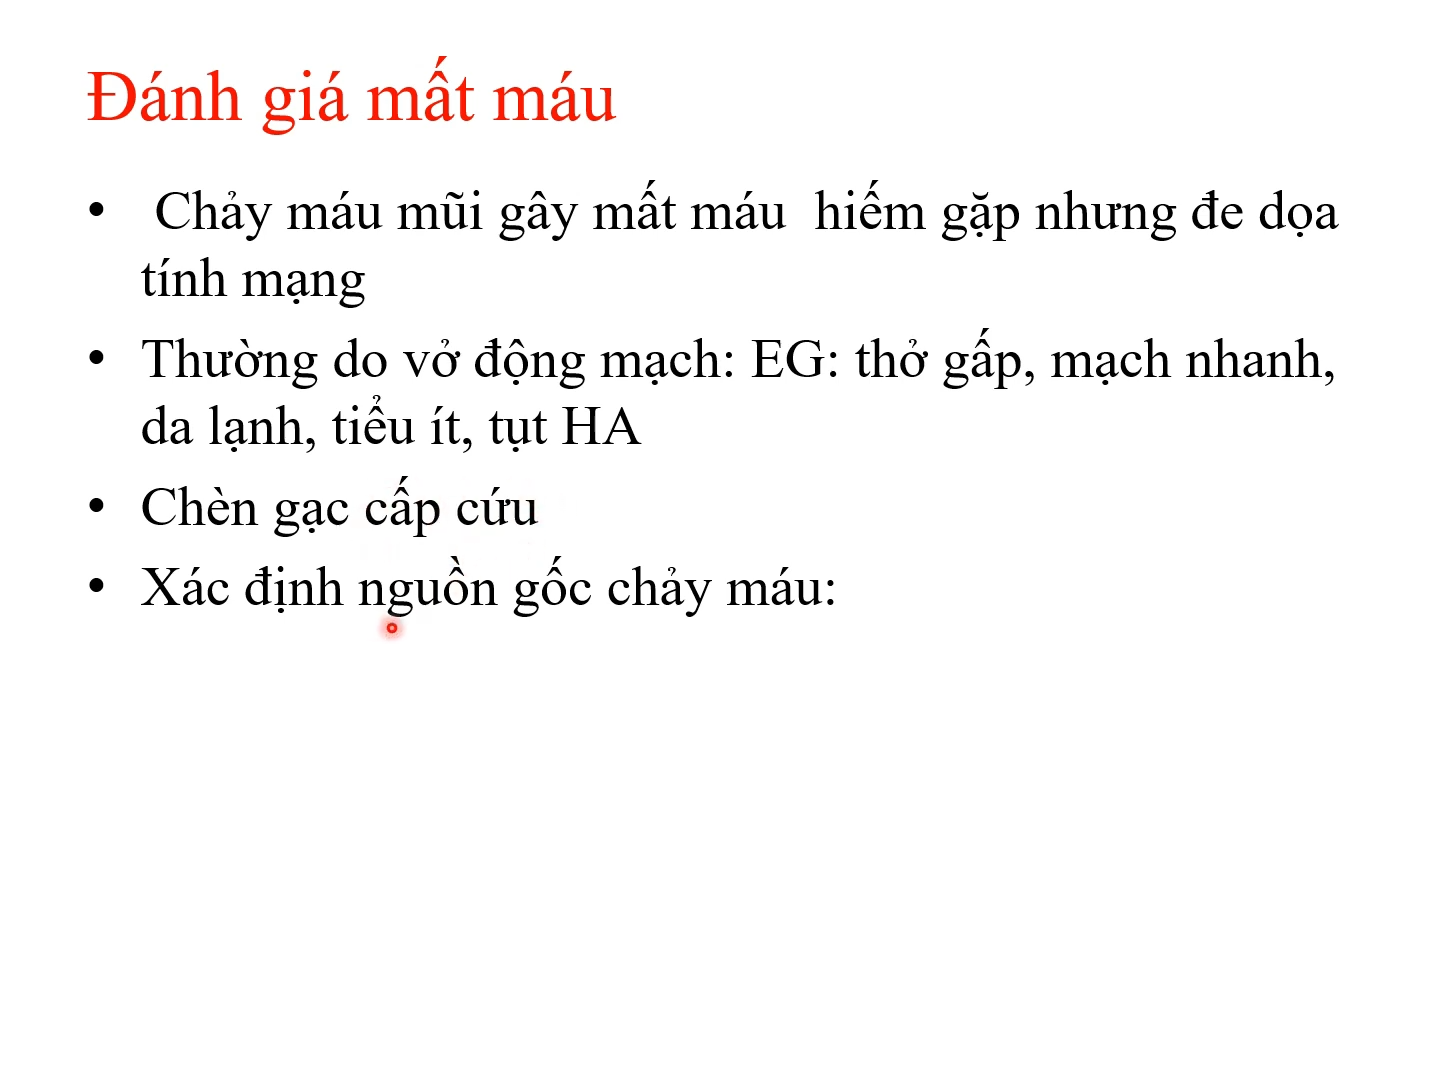 Đánh giá mất máu
• Chảy máu mũi gây mất máu hiếm gặp nhưng đe dọa
tính mạng
• Thường do vở động mạch: EG: thở gấp, mạch nhanh,
da lạnh, tiểu ít, tụt HA
• Chèn gạc cấp cứu
• Xác định nguồn gốc chảy máu: